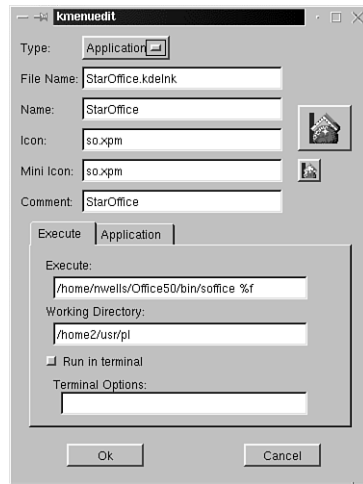 kmenuedit
Type: Application
File Name: StarOffice.kdelnk
Name: StarOffice
Icon: so.xpm
Mini Icon: so.xpm
Comment: StarOffice
Execute Application
Execute:
/home/nwells/Office50/bin/soffice %f
Working Directory:
/home2/usr/pl
Run in terminal
Terminal Options:
Ok Cancel